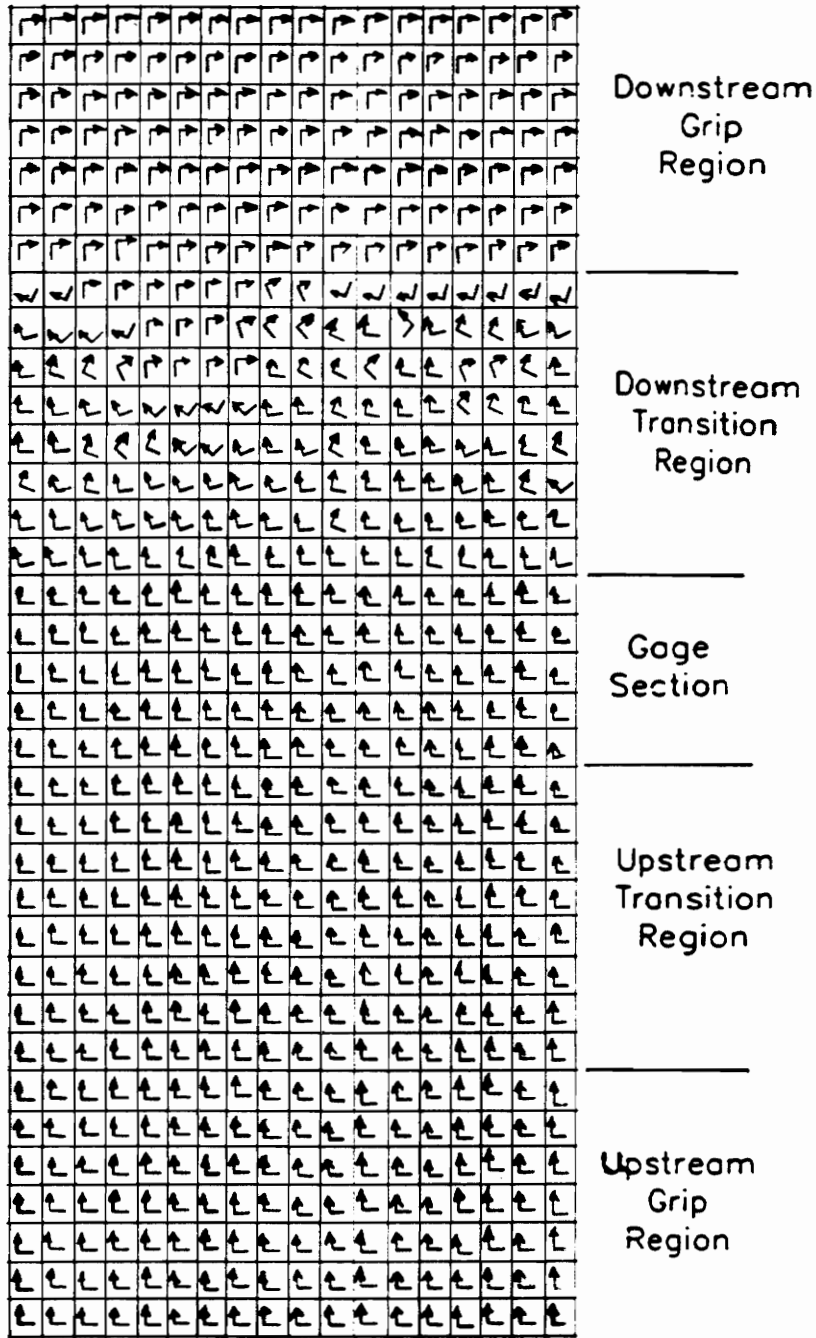 Downstream
Grip
Region
Downstream
Transition
Region
Gage
Section
Upstream
Transition
Region
Upstream
Grip
Region